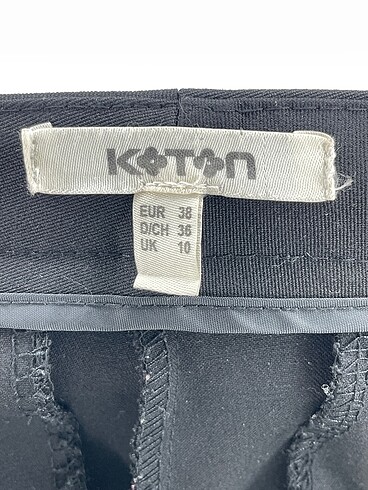 KOTON
EUR 38
D/CH 36
UK 10